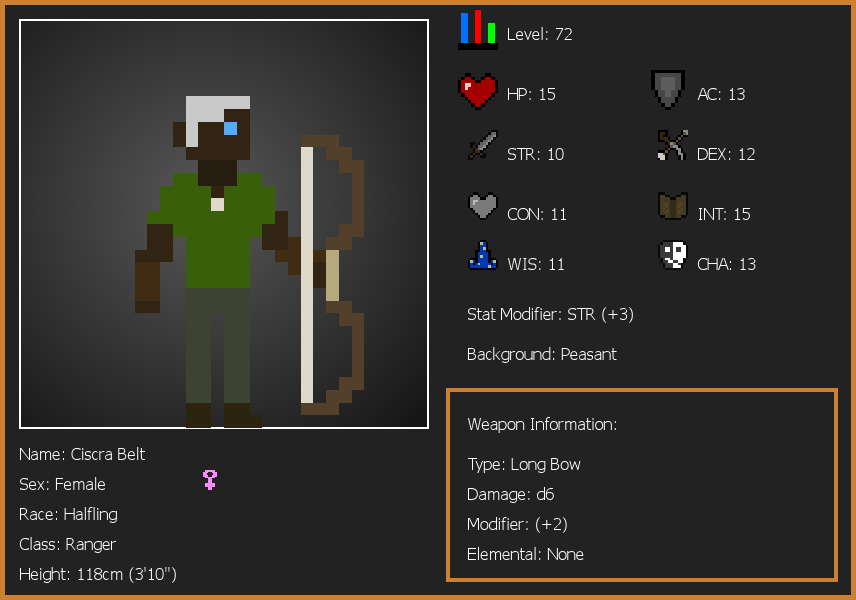 Level: 72
HP: 15
AC: 13
STR: 10
DEX: 12
CON: 11
INT: 15
WIS: 11
CHA: 13
Stat Modifier: STR (+3)
Background: Peasant
Weapon Information:
Type: Long Bow
Damage: d6
Modifier: (+2)
Elemental: None
Name: Ciscra Belt
Sex: Female
Race: Halfling
Class: Ranger
Height: 118cm (3'10")